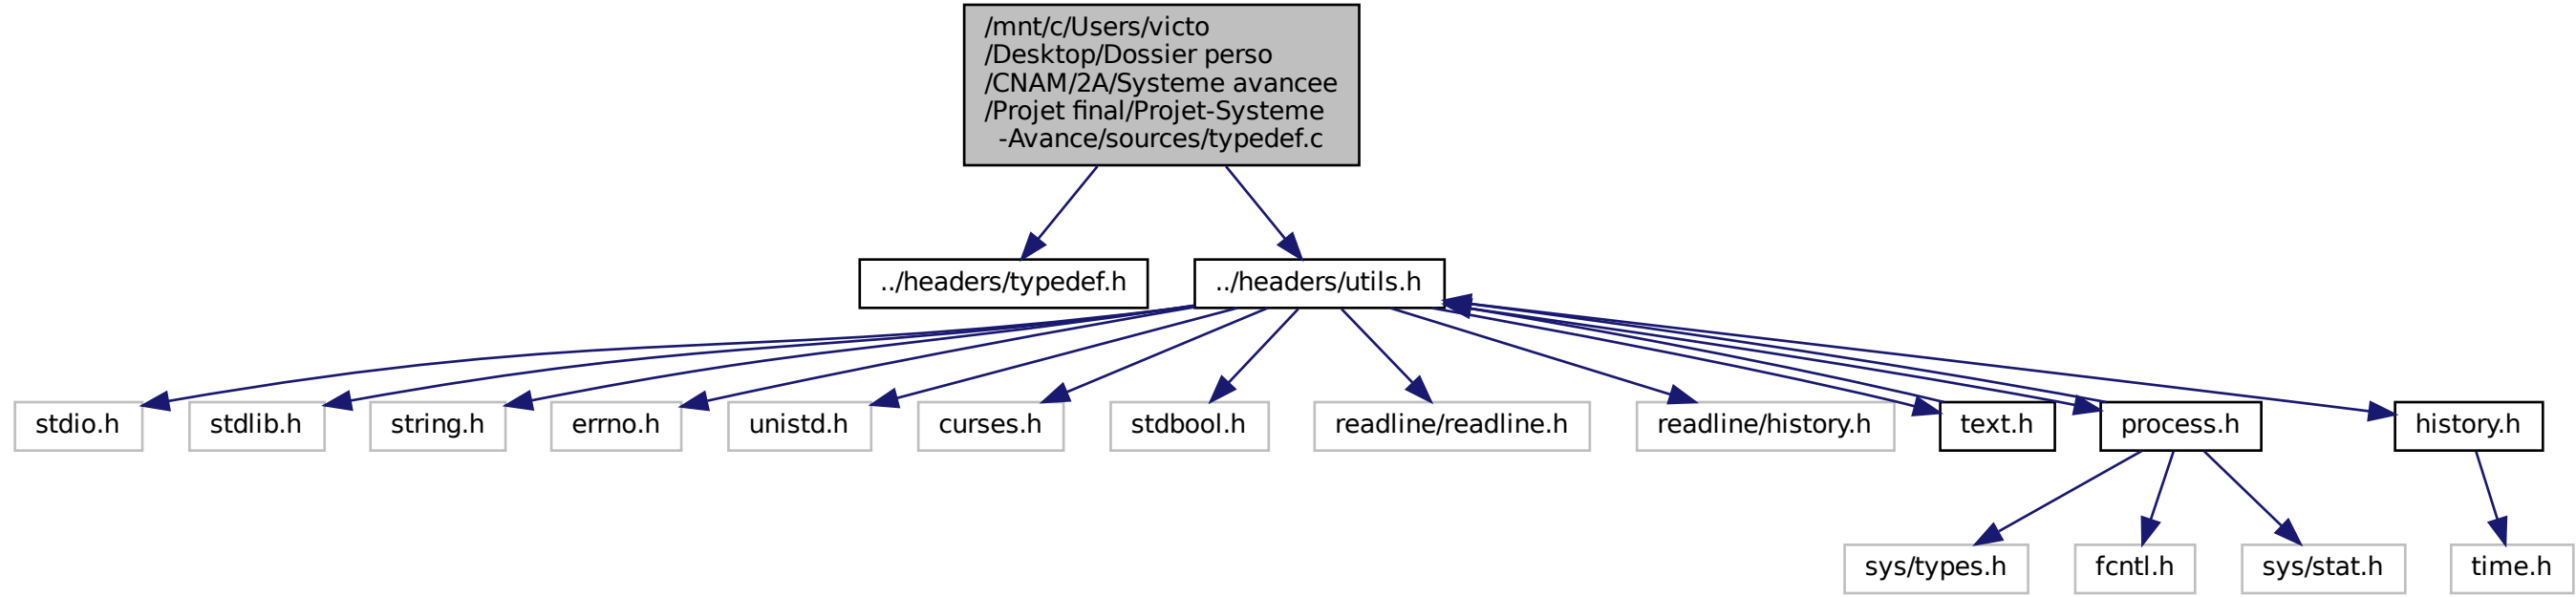 /mnt/c/Users/victo
/Desktop/Dossier perso
/CNAM/2A/Systeme avancee
/Projet final/Projet-Systeme
-Avance/sources/typedef.c
../headers/typedef.h
../headers/utils.h
stdio.h
stdlib.h
string.h
errno.h
unistd.h
curses.h
stdbool.h
readline/readline.h
readline/history.h
text.h
process.h
history.h
sys/types.h
fcntl.h
sys/stat.h
time.h